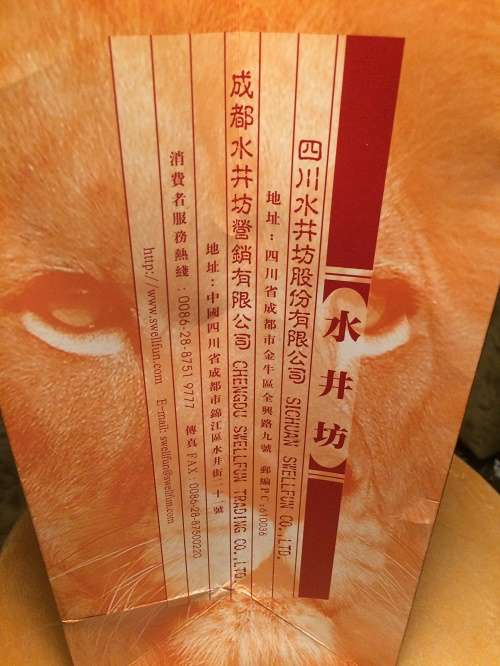 水井坊
四川水井坊股份有限公司 SICHUAN SWELLFUN CO.,LTD.
地址：四川省成都市金牛區全興路九號 郵編PC:610036
成都水井坊營銷有限公司 CHENGDU SWELLFUN TRADING CO.,LTD.
地址：中國四川省成都市錦江區水井街二十一號
消費者服務熱綫：0086-28-8751 9777 傳真FAX：0086-28-87500220
http://www.swellfun.com E-mail: swellfun@swellfun.com